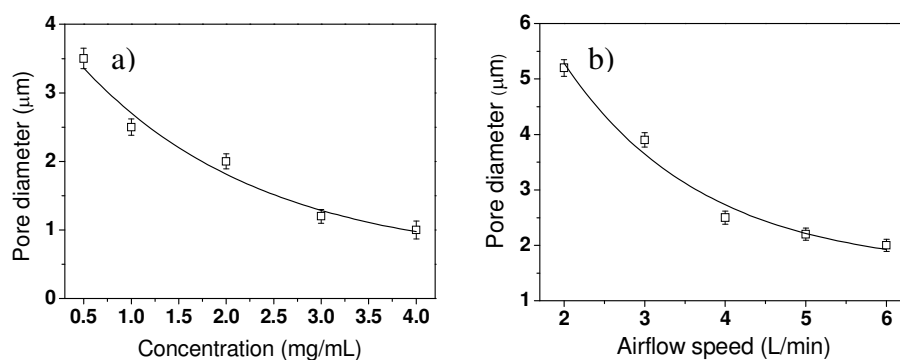 a)
Pore diameter (μm)
4
3
2
1
0
0.5 1.0 1.5 2.0 2.5 3.0 3.5 4.0
Concentration (mg/mL)
b)
Pore diameter (μm)
6
5
4
3
2
1
2 3 4 5 6
Airflow speed (L/min)